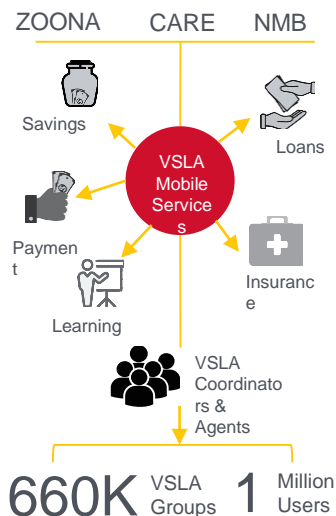 ZOONA CARE NMB
Savings
Loans
VSLA
Mobile
Service
s
Paymen
t
Insuranc
e
Learning
VSLA
Coordinato
rs &
Agents
660K VSLA
Groups
1 Million
Users